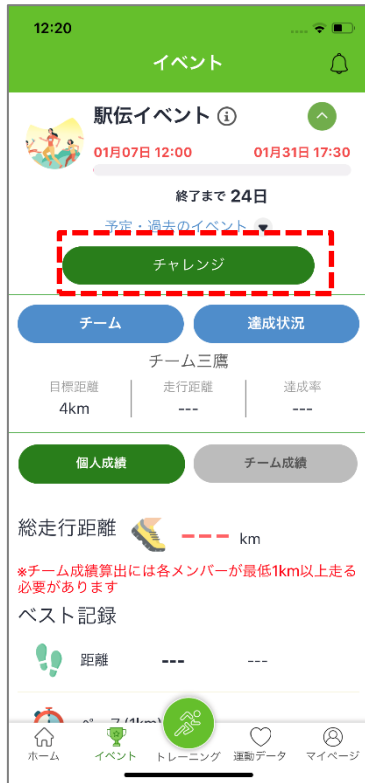 12:20
イベント
駅伝イベント
01月07日 12:00 01月31日 17:30
終了まで 24日
予定・過去のイベント
チャレンジ
チーム 達成状況
チーム三鷹
目標距離 走行距離 達成率
4km --- ---
個人成績 チーム成績
総走行距離 --- km
※チーム成績算出には各メンバーが最低1km以上走る
必要があります
ベスト記録
距離 --- ---
ペース(1km)
ホーム イベント トレーニング 運動データ マイページ